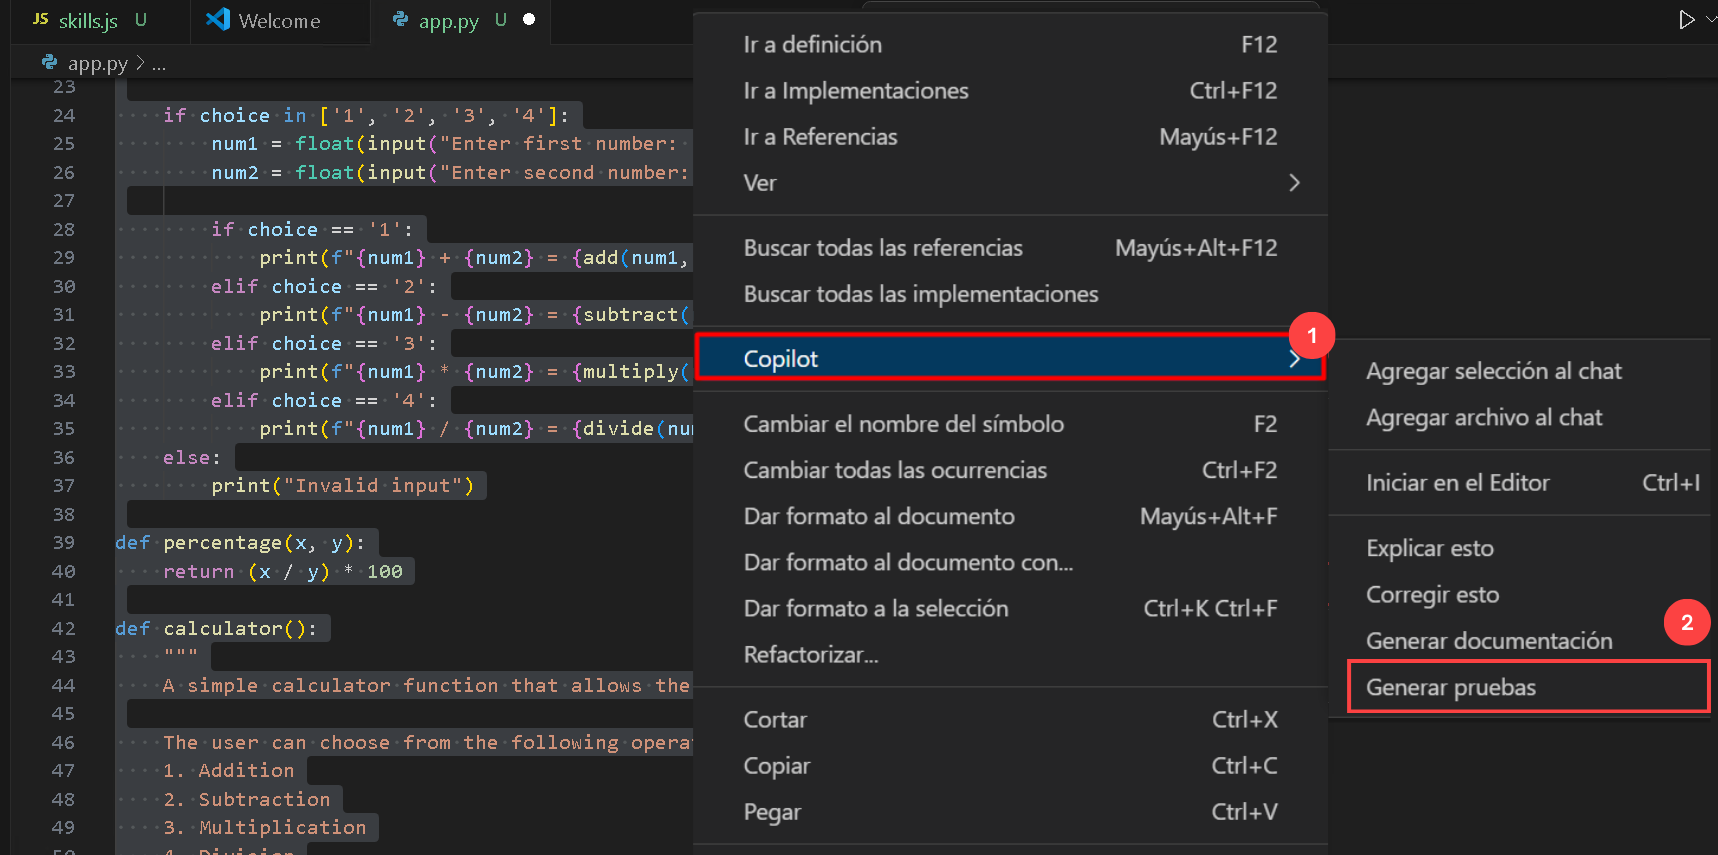 JS skills.js U Welcome app.py U
app.py > ...
23
24 if choice in ['1', '2', '3', '4']:
25 num1 = float(input("Enter first number:
26 num2 = float(input("Enter second number:
27
28 if choice == '1':
29 print(f"{num1} + {num2} = {add(num1,
30 elif choice == '2':
31 print(f"{num1} - {num2} = {subtract(
32 elif choice == '3':
33 print(f"{num1} * {num2} = {multiply(
34 elif choice == '4':
35 print(f"{num1} / {num2} = {divide(nu
36 else:
37 print("Invalid input")
38
39 def percentage(x, y):
40 return (x / y) * 100
41
42 def calculator():
43 """
44 A simple calculator function that allows the
45
46 The user can choose from the following opera
47 1. Addition
48 2. Subtraction
49 3. Multiplication
50 4. Division
Ir a definición F12
Ir a Implementaciones Ctrl+F12
Ir a Referencias Mayús+F12
Ver
Buscar todas las referencias Mayús+Alt+F12
Buscar todas las implementaciones
1
Copilot
Cambiar el nombre del símbolo F2
Cambiar todas las ocurrencias Ctrl+F2
Dar formato al documento Mayús+Alt+F
Dar formato al documento con...
Dar formato a la selección Ctrl+K Ctrl+F
Refactorizar...
Cortar Ctrl+X
Copiar Ctrl+C
Pegar Ctrl+V
Agregar selección al chat
Agregar archivo al chat
Iniciar en el Editor Ctrl+I
Explicar esto
Corregir esto
2
Generar documentación
Generar pruebas